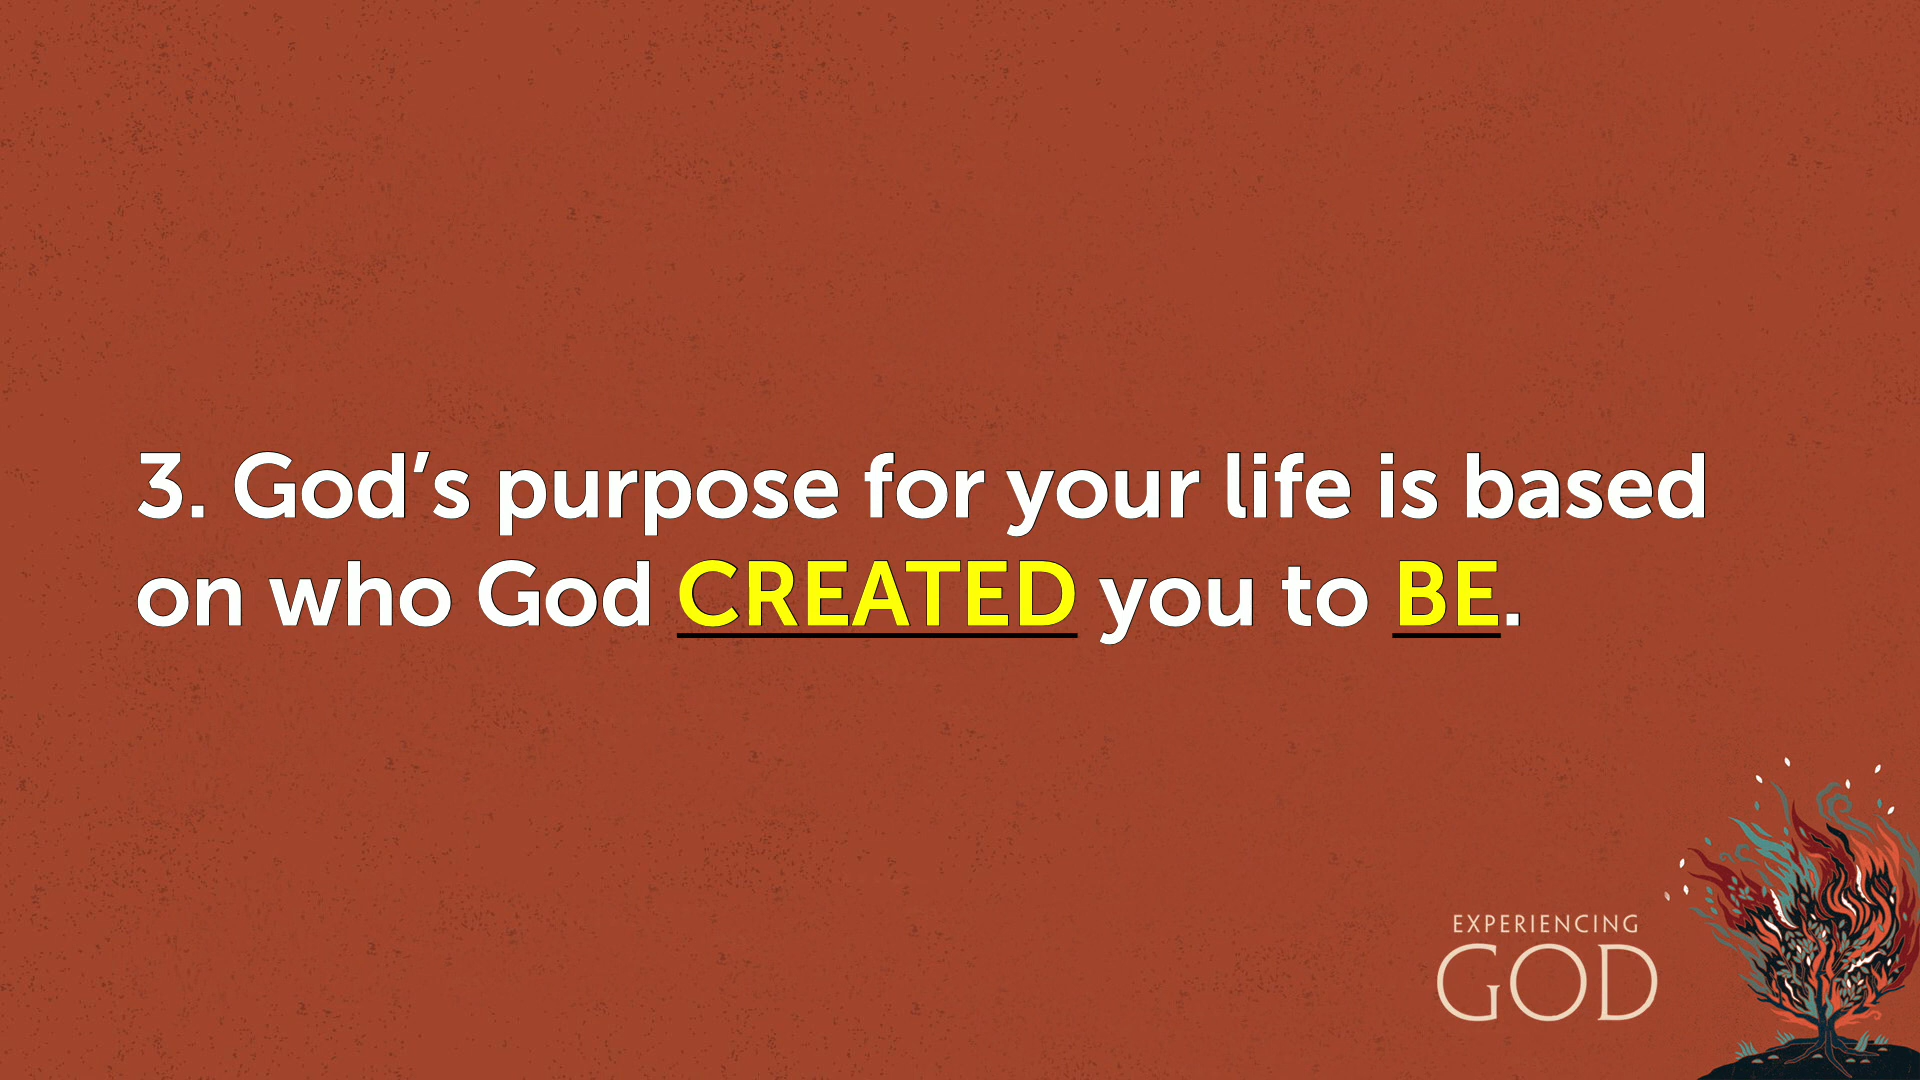 3. God’s purpose for your life is based
on who God CREATED you to BE.
EXPERIENCING
GOD